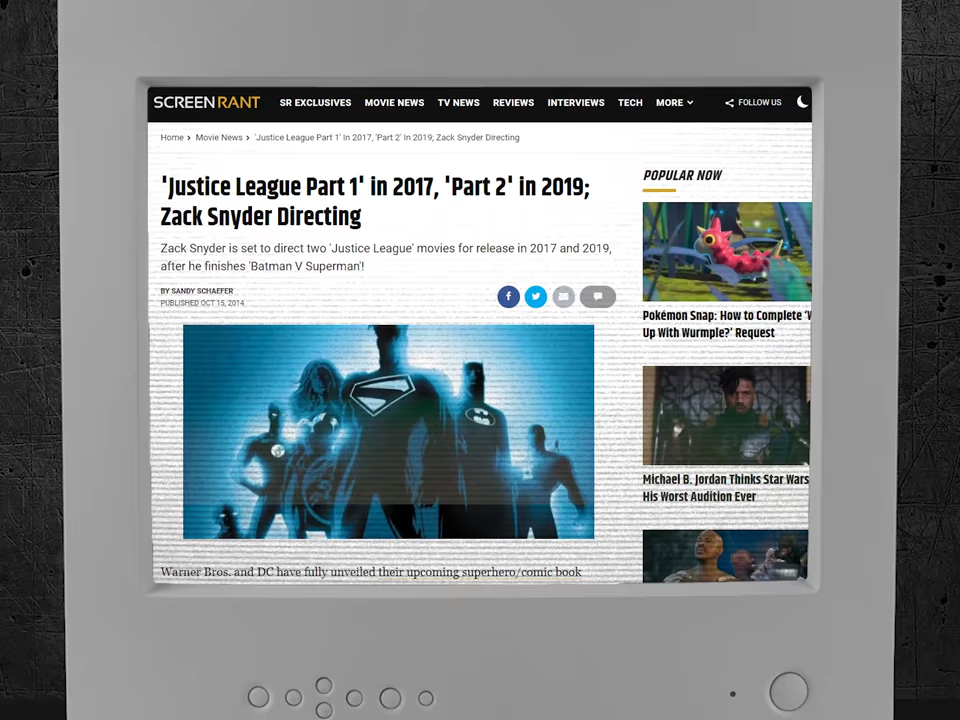 SCREENRANT SR EXCLUSIVES MOVIE NEWS TV NEWS REVIEWS INTERVIEWS TECH MORE FOLLOW US
Home › Movie News › 'Justice League Part 1' In 2017, 'Part 2' In 2019; Zack Snyder Directing
'Justice League Part 1' in 2017, 'Part 2' in 2019;
Zack Snyder Directing
Zack Snyder is set to direct two 'Justice League' movies for release in 2017 and 2019,
after he finishes 'Batman V Superman'!
BY SANDY SCHAEFER
PUBLISHED OCT 15, 2014
Warner Bros. and DC have fully unveiled their upcoming superhero/comic book
POPULAR NOW
Pokémon Snap: How to Complete 'W
Up With Wurmple?' Request
Michael B. Jordan Thinks Star Wars
His Worst Audition Ever